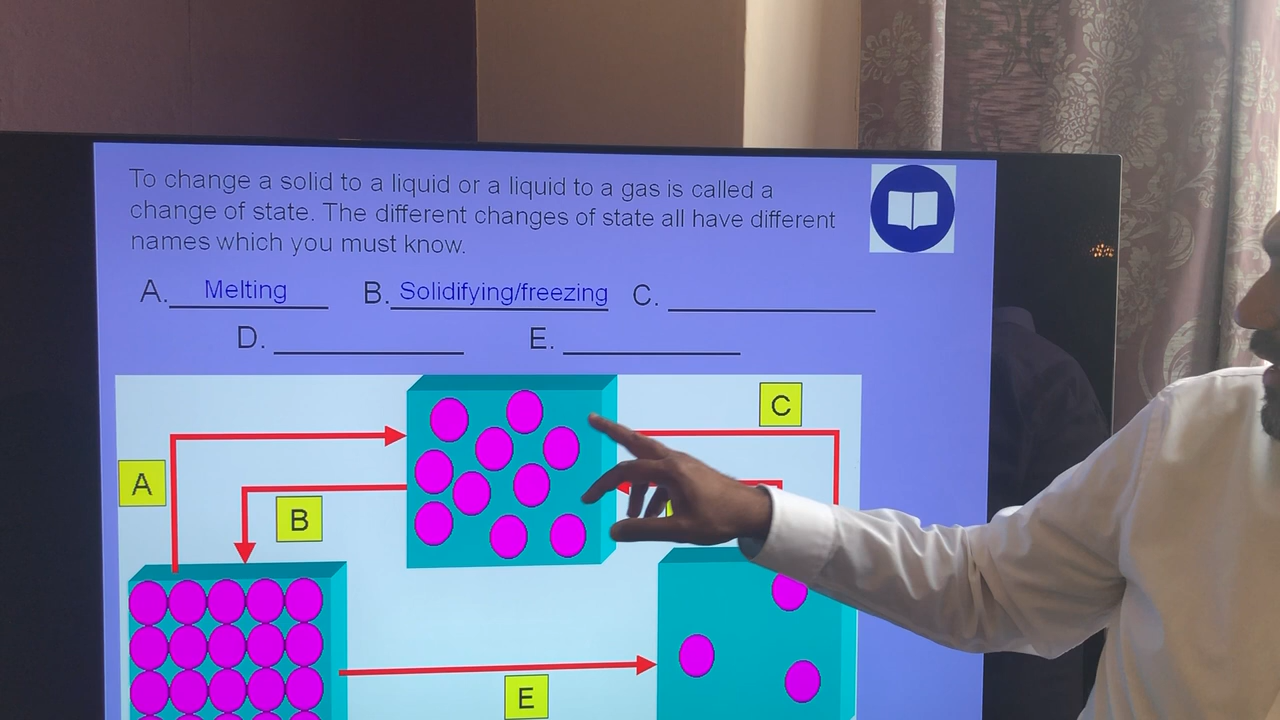 To change a solid to a liquid or a liquid to a gas is called a
change of state. The different changes of state all have different
names which you must know.
A. Melting B. Solidifying/freezing C.
D. E.
C
A
B
E